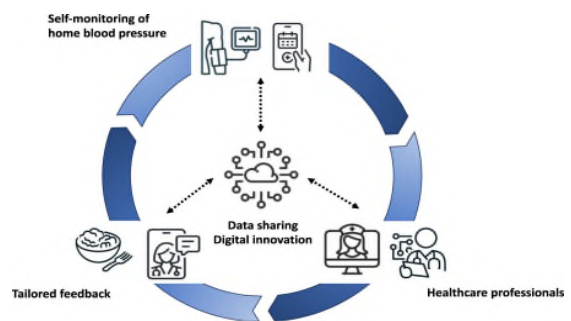 Self-monitoring of
home blood pressure
Data sharing
Digital innovation
Tailored feedback
Healthcare professionals